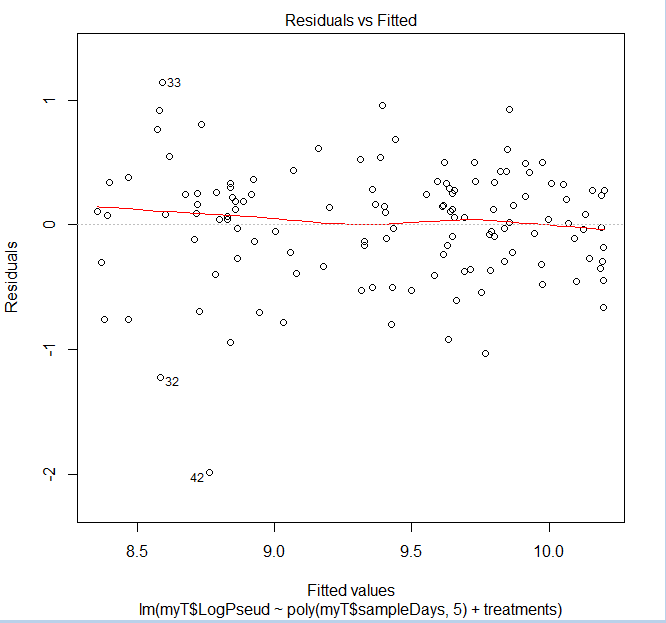 Residuals vs Fitted
33
1
0
-1
32
42
-2
Residuals
8.5 9.0 9.5 10.0
Fitted values
lm(myT$LogPseud ~ poly(myT$sampleDays, 5) + treatments)